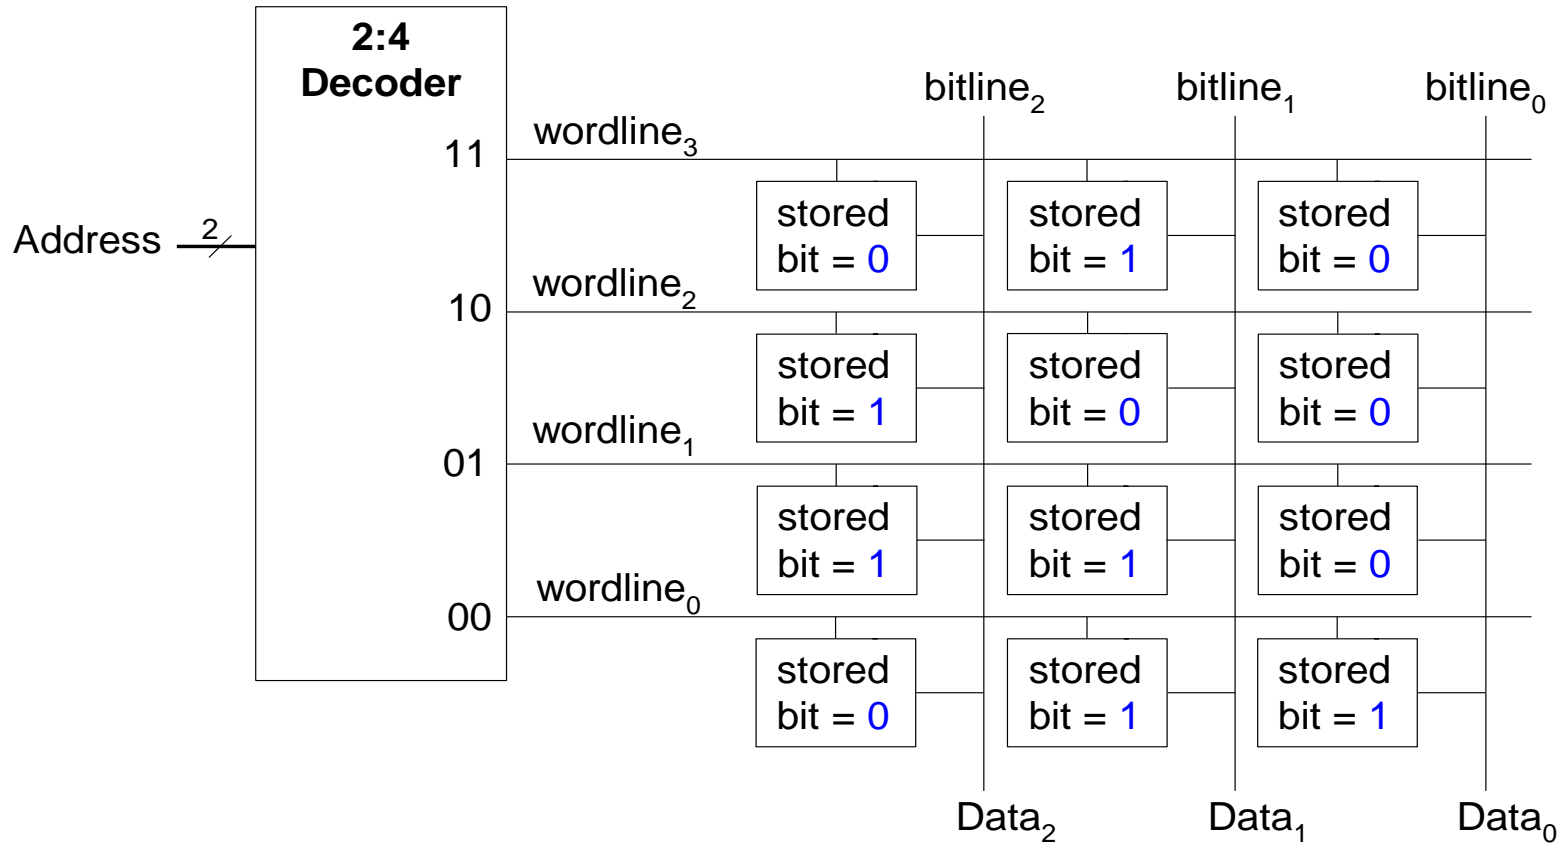 2:4
Decoder
bitline₂ bitline₁ bitline₀
wordline₃
11
stored stored stored
bit = 0 bit = 1 bit = 0
Address 2
wordline₂
10
stored stored stored
bit = 1 bit = 0 bit = 0
wordline₁
01
stored stored stored
bit = 1 bit = 1 bit = 0
wordline₀
00
stored stored stored
bit = 0 bit = 1 bit = 1
Data₂ Data₁ Data₀